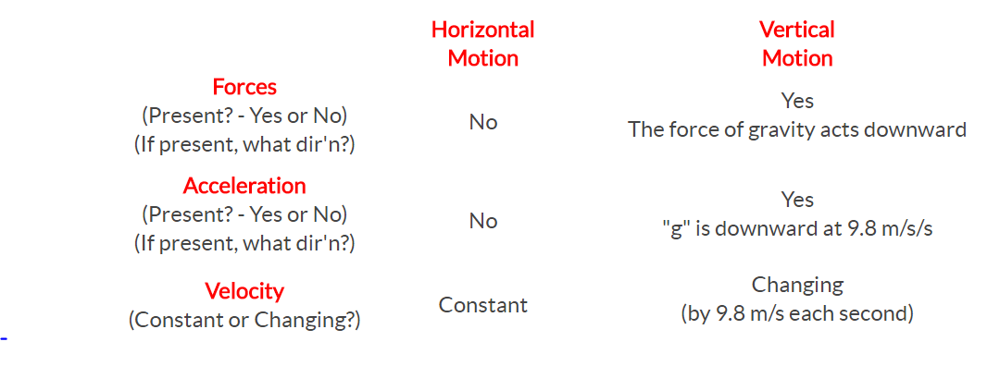 Horizontal
Motion
Vertical
Motion
Forces
(Present? - Yes or No)
(If present, what dir'n?)
No
Yes
The force of gravity acts downward
Acceleration
(Present? - Yes or No)
(If present, what dir'n?)
No
Yes
"g" is downward at 9.8 m/s/s
Velocity
(Constant or Changing?)
Constant
Changing
(by 9.8 m/s each second)